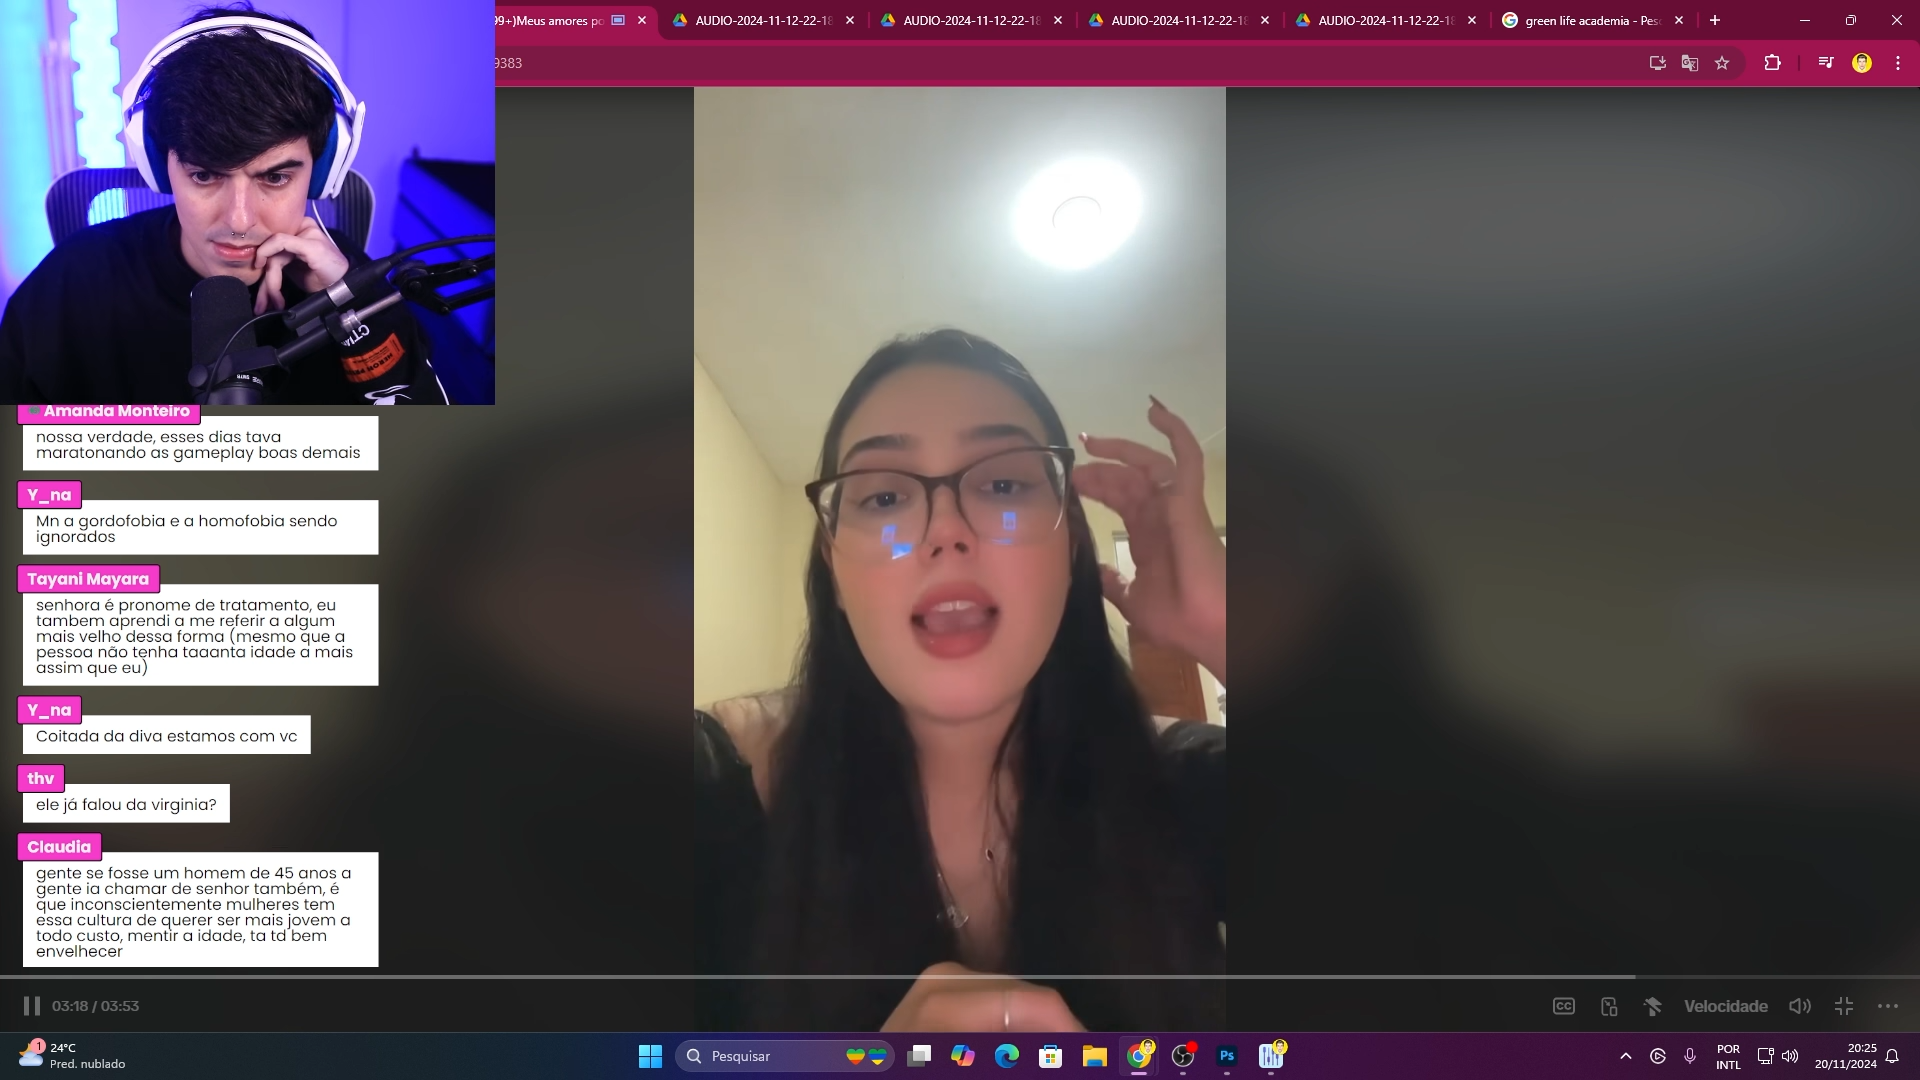 99+)Meus amores po
AUDIO-2024-11-12-22-18
AUDIO-2024-11-12-22-18
AUDIO-2024-11-12-22-18
AUDIO-2024-11-12-22-18
green life academia - Pes
9383
Amanda Monteiro
nossa verdade, esses dias tava
maratonando as gameplay boas demais
Y_na
Mn a gordofobia e a homofobia sendo
ignorados
Tayani Mayara
senhora é pronome de tratamento, eu
tambem aprendi a me referir a algum
mais velho dessa forma (mesmo que a
pessoa não tenha taaanta idade a mais
assim que eu)
Y_na
Coitada da diva estamos com vc
thv
ele já falou da virginia?
Claudia
gente se fosse um homem de 45 anos a
gente ia chamar de senhor também, é
que inconscientemente mulheres tem
essa cultura de querer ser mais jovem a
todo custo, mentir a idade, ta td bem
envelhecer
03:18 / 03:53
CC
Velocidade
1
24°C
Pred. nublado
Pesquisar
Ps
POR
INTL
20:25
20/11/2024